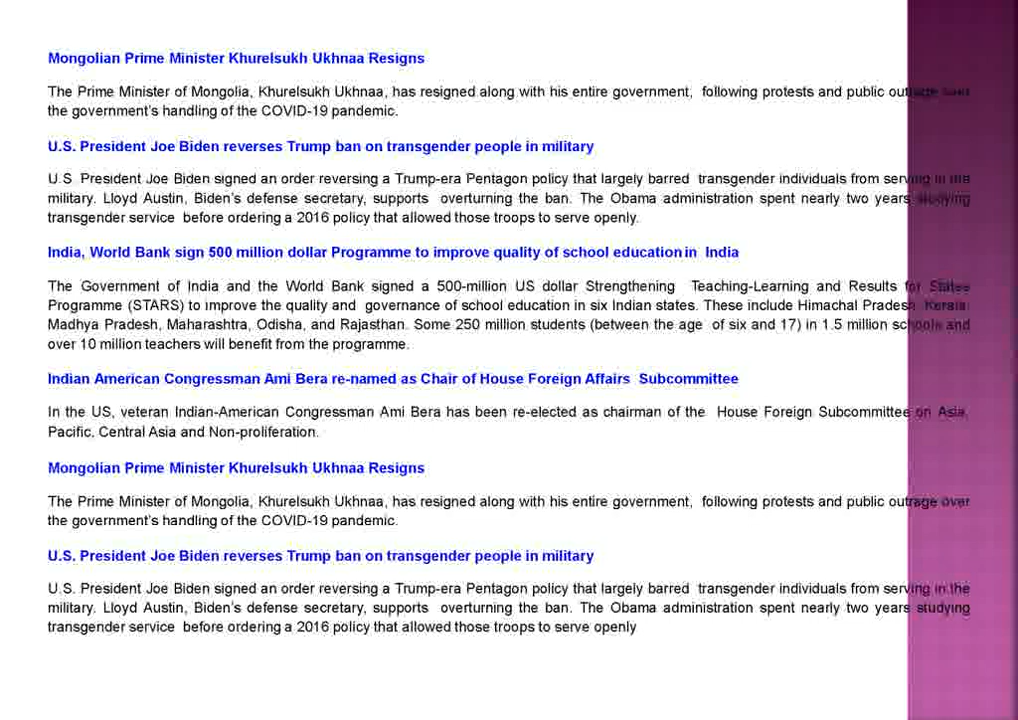 Mongolian Prime Minister Khurelsukh Ukhnaa Resigns
The Prime Minister of Mongolia, Khurelsukh Ukhnaa, has resigned along with his entire government, following protests and public outrage over
the government's handling of the COVID-19 pandemic.
U.S. President Joe Biden reverses Trump ban on transgender people in military
U.S President Joe Biden signed an order reversing a Trump-era Pentagon policy that largely barred transgender individuals from serving in the
military. Lloyd Austin, Biden's defense secretary, supports overturning the ban. The Obama administration spent nearly two years studying
transgender service before ordering a 2016 policy that allowed those troops to serve openly.
India, World Bank sign 500 million dollar Programme to improve quality of school education in India
The Government of India and the World Bank signed a 500-million US dollar Strengthening Teaching-Learning and Results for States
Programme (STARS) to improve the quality and governance of school education in six Indian states. These include Himachal Pradesh, Kerala,
Madhya Pradesh, Maharashtra, Odisha, and Rajasthan. Some 250 million students (between the age of six and 17) in 1.5 million schools and
over 10 million teachers will benefit from the programme.
Indian American Congressman Ami Bera re-named as Chair of House Foreign Affairs Subcommittee
In the US, veteran Indian-American Congressman Ami Bera has been re-elected as chairman of the House Foreign Subcommittee on Asia,
Pacific, Central Asia and Non-proliferation.
Mongolian Prime Minister Khurelsukh Ukhnaa Resigns
The Prime Minister of Mongolia, Khurelsukh Ukhnaa, has resigned along with his entire government, following protests and public outrage over
the government's handling of the COVID-19 pandemic.
U.S. President Joe Biden reverses Trump ban on transgender people in military
U.S. President Joe Biden signed an order reversing a Trump-era Pentagon policy that largely barred transgender individuals from serving in the
military. Lloyd Austin, Biden's defense secretary, supports overturning the ban. The Obama administration spent nearly two years studying
transgender service before ordering a 2016 policy that allowed those troops to serve openly